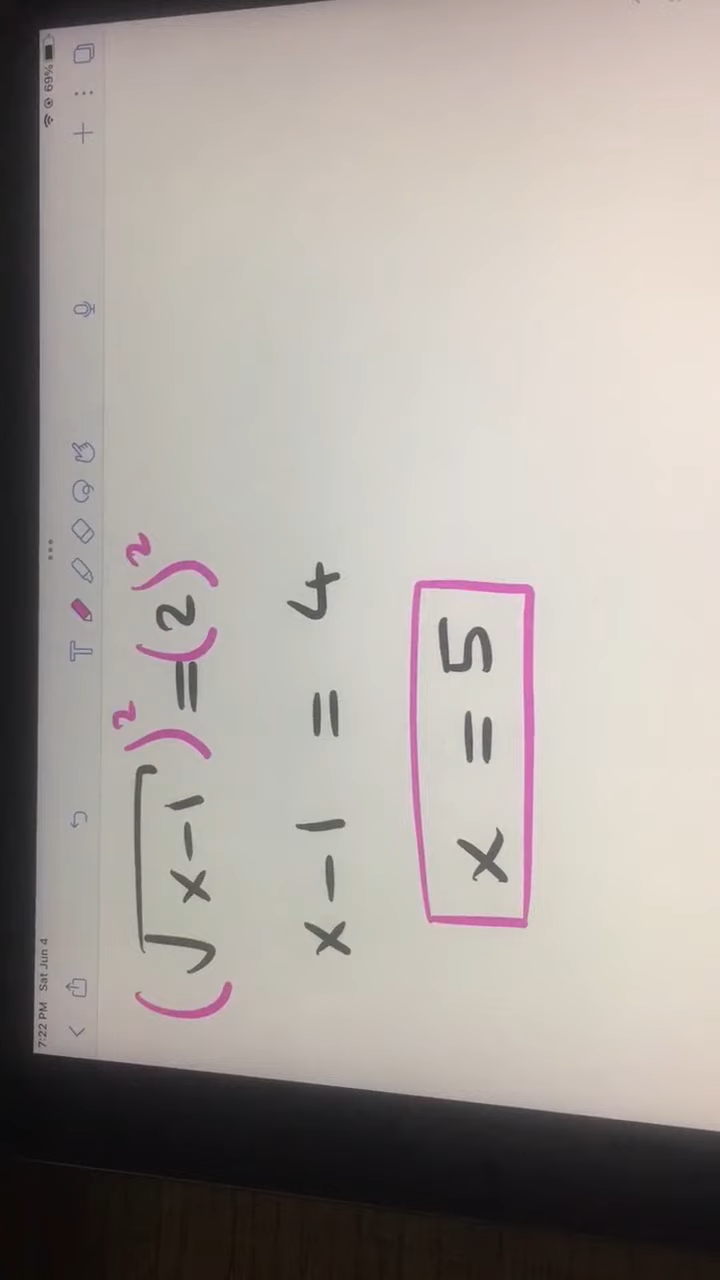 7:22 PM Sat Jun 4
69%
T
(√x-1)²=(2)²
x-1 = 4
x = 5